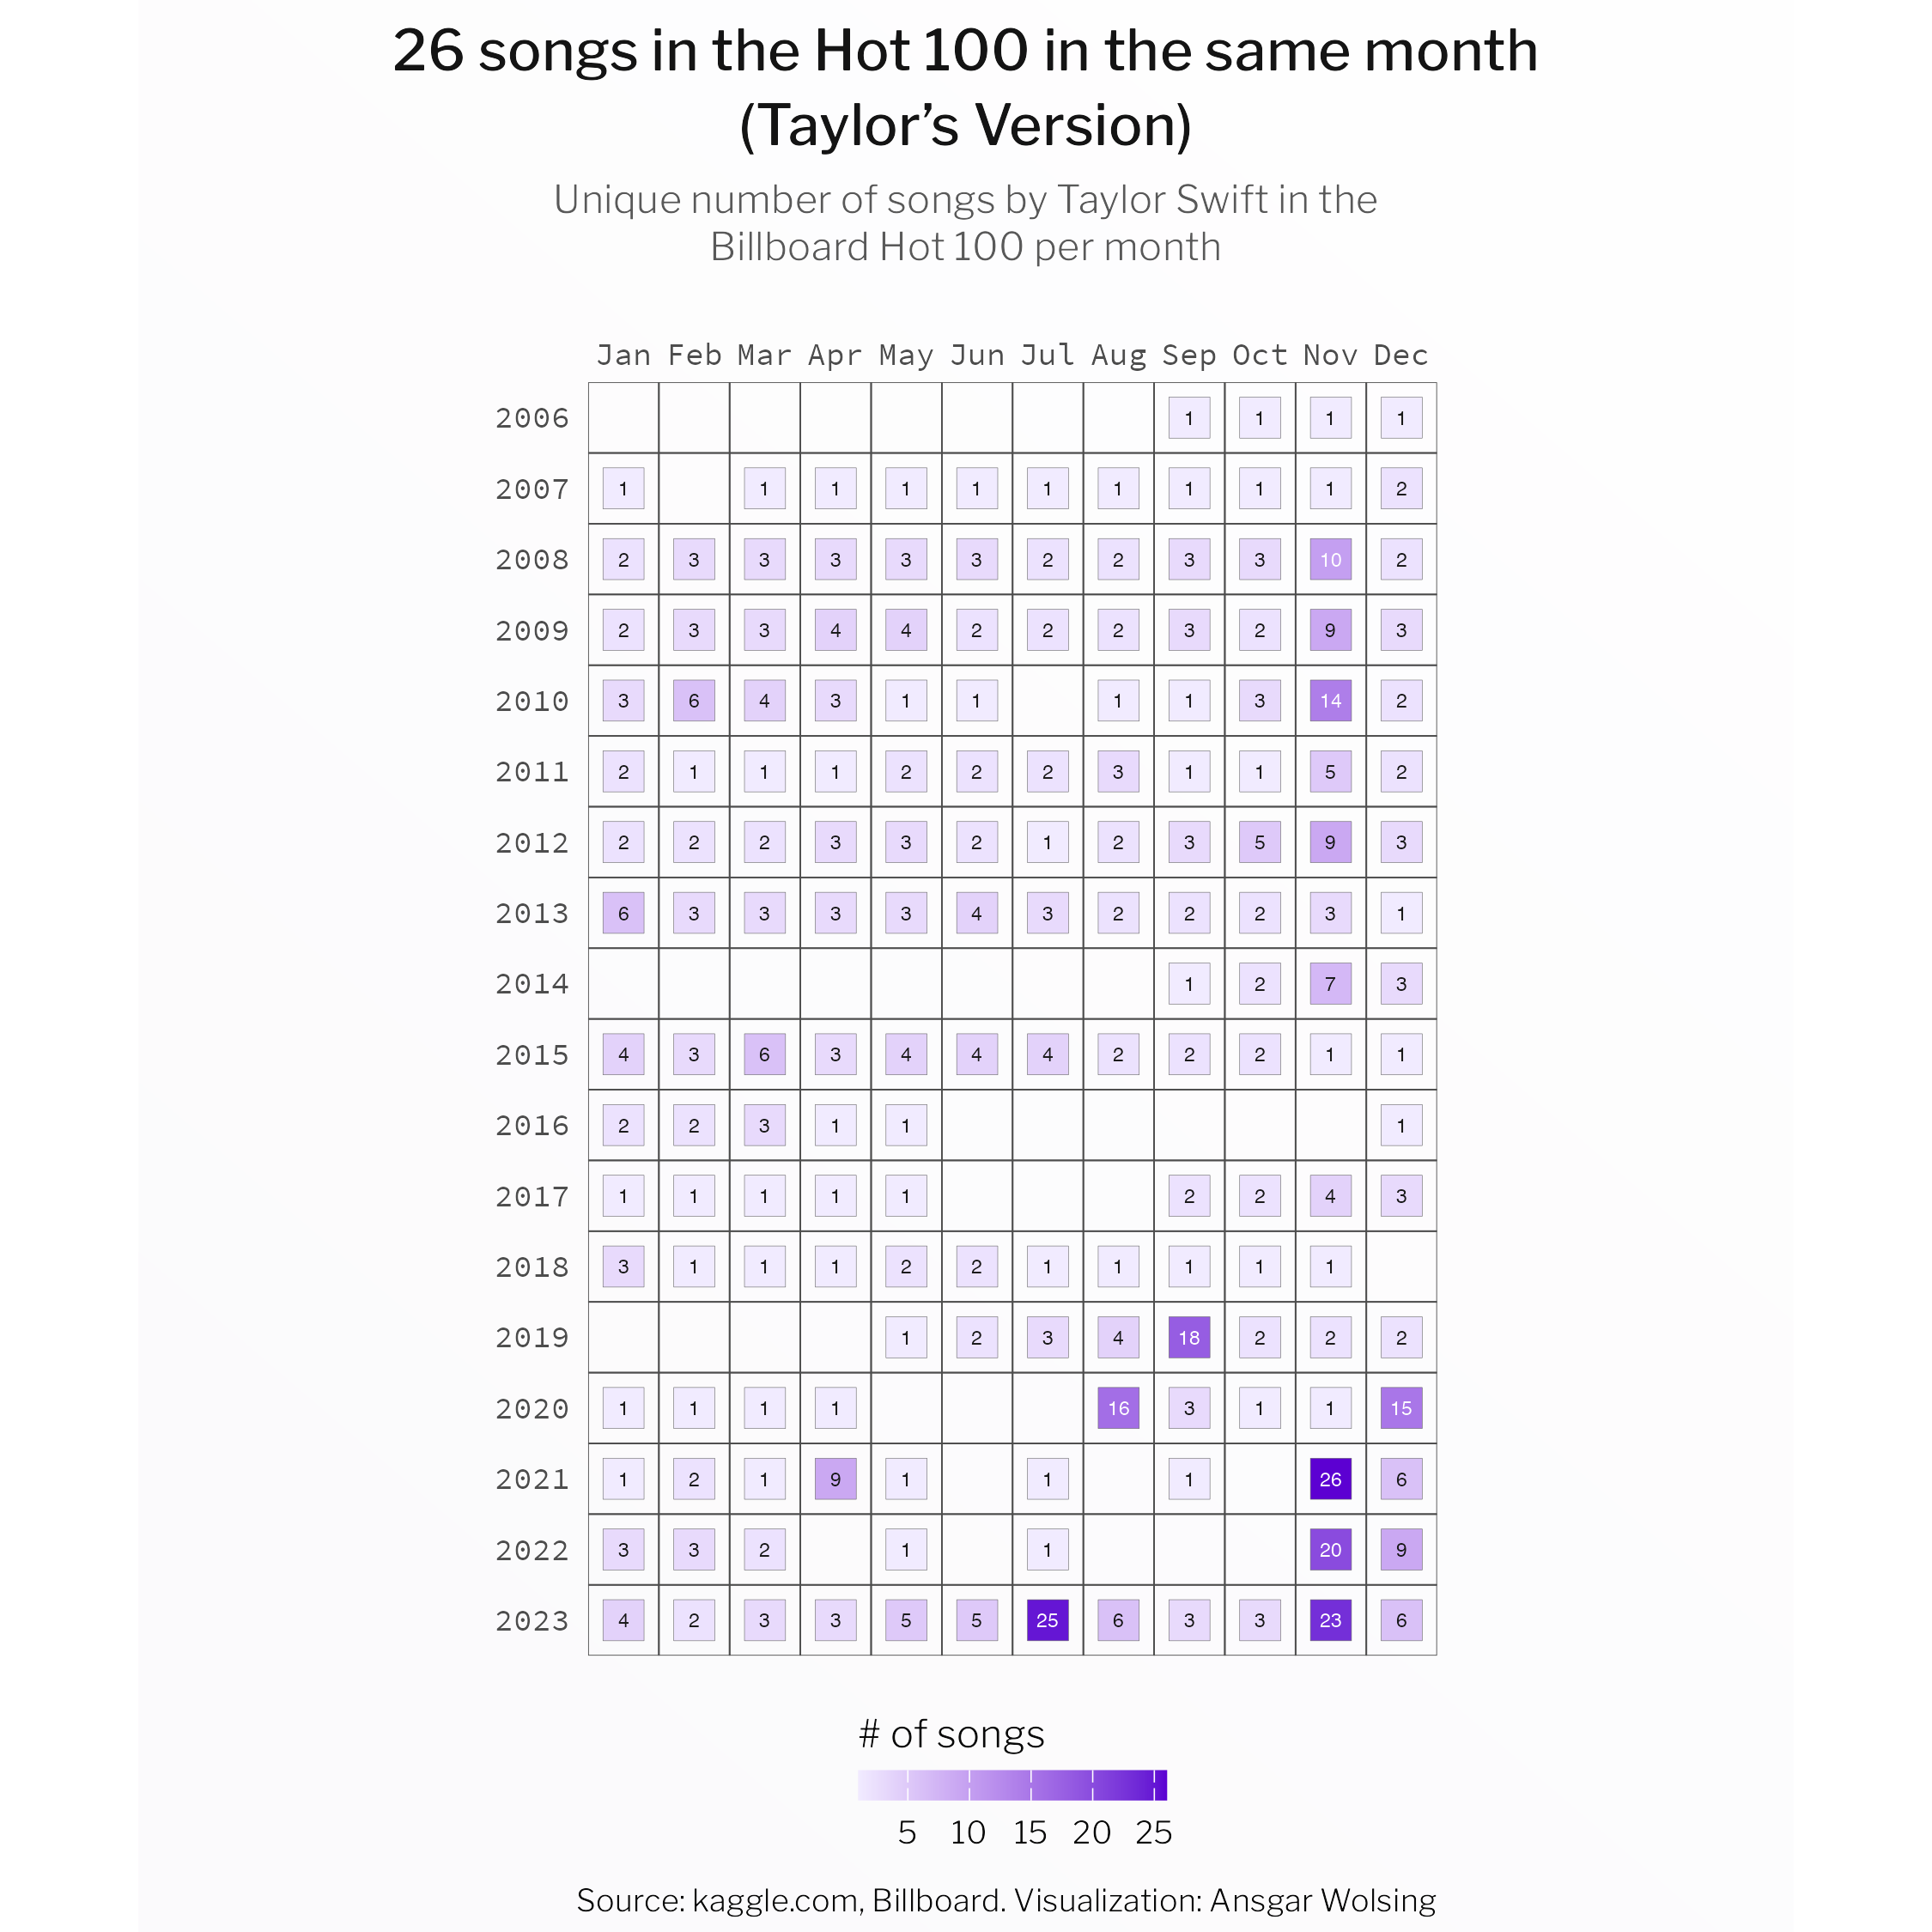 26 songs in the Hot 100 in the same month
(Taylor’s Version)
Unique number of songs by Taylor Swift in the
Billboard Hot 100 per month
Jan Feb Mar Apr May Jun Jul Aug Sep Oct Nov Dec
2006 1 1 1 1
2007 1 1 1 1 1 1 1 1 1 1 2
2008 2 3 3 3 3 3 2 2 3 3 10 2
2009 2 3 3 4 4 2 2 2 3 2 9 3
2010 3 6 4 3 1 1 1 1 3 14 2
2011 2 1 1 1 2 2 2 3 1 1 5 2
2012 2 2 2 3 3 2 1 2 3 5 9 3
2013 6 3 3 3 3 4 3 2 2 2 3 1
2014 1 2 7 3
2015 4 3 6 3 4 4 4 2 2 2 1 1
2016 2 2 3 1 1 1
2017 1 1 1 1 1 2 2 4 3
2018 3 1 1 1 2 2 1 1 1 1 1
2019 1 2 3 4 18 2 2 2
2020 1 1 1 1 16 3 1 1 15
2021 1 2 1 9 1 1 1 26 6
2022 3 3 2 1 1 20 9
2023 4 2 3 3 5 5 25 6 3 3 23 6
# of songs
5 10 15 20 25
Source: kaggle.com, Billboard. Visualization: Ansgar Wolsing